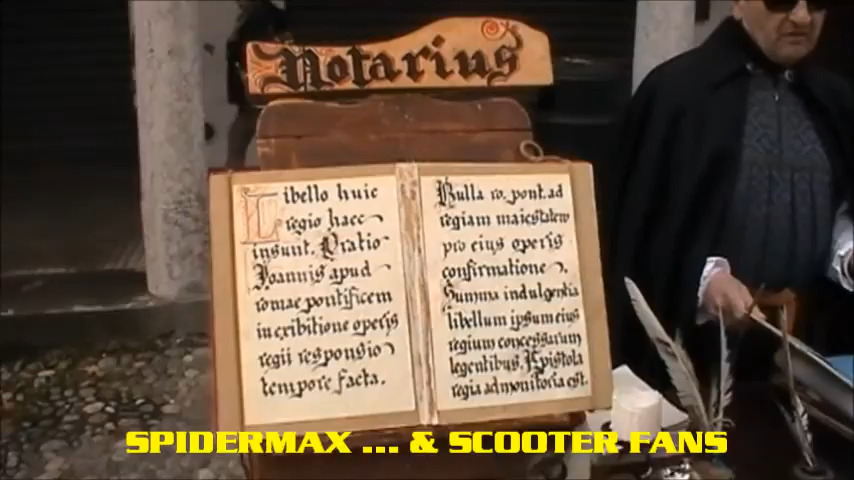 Notarius
Libello huic
regio haec
insunt. Oratio
Joannis apud
romae pontificem
in exibitione operis
regii responsio
tempore facta.
Bulla ro. pont. ad
regiam maiestatem
pro eius operis
confirmatione.
Summa indulgentia
libellum ipsum eius
regium concessarum
legentibus. Epistola
regia admonitoria est.
SPIDERMAX ... & SCOOTER FANS